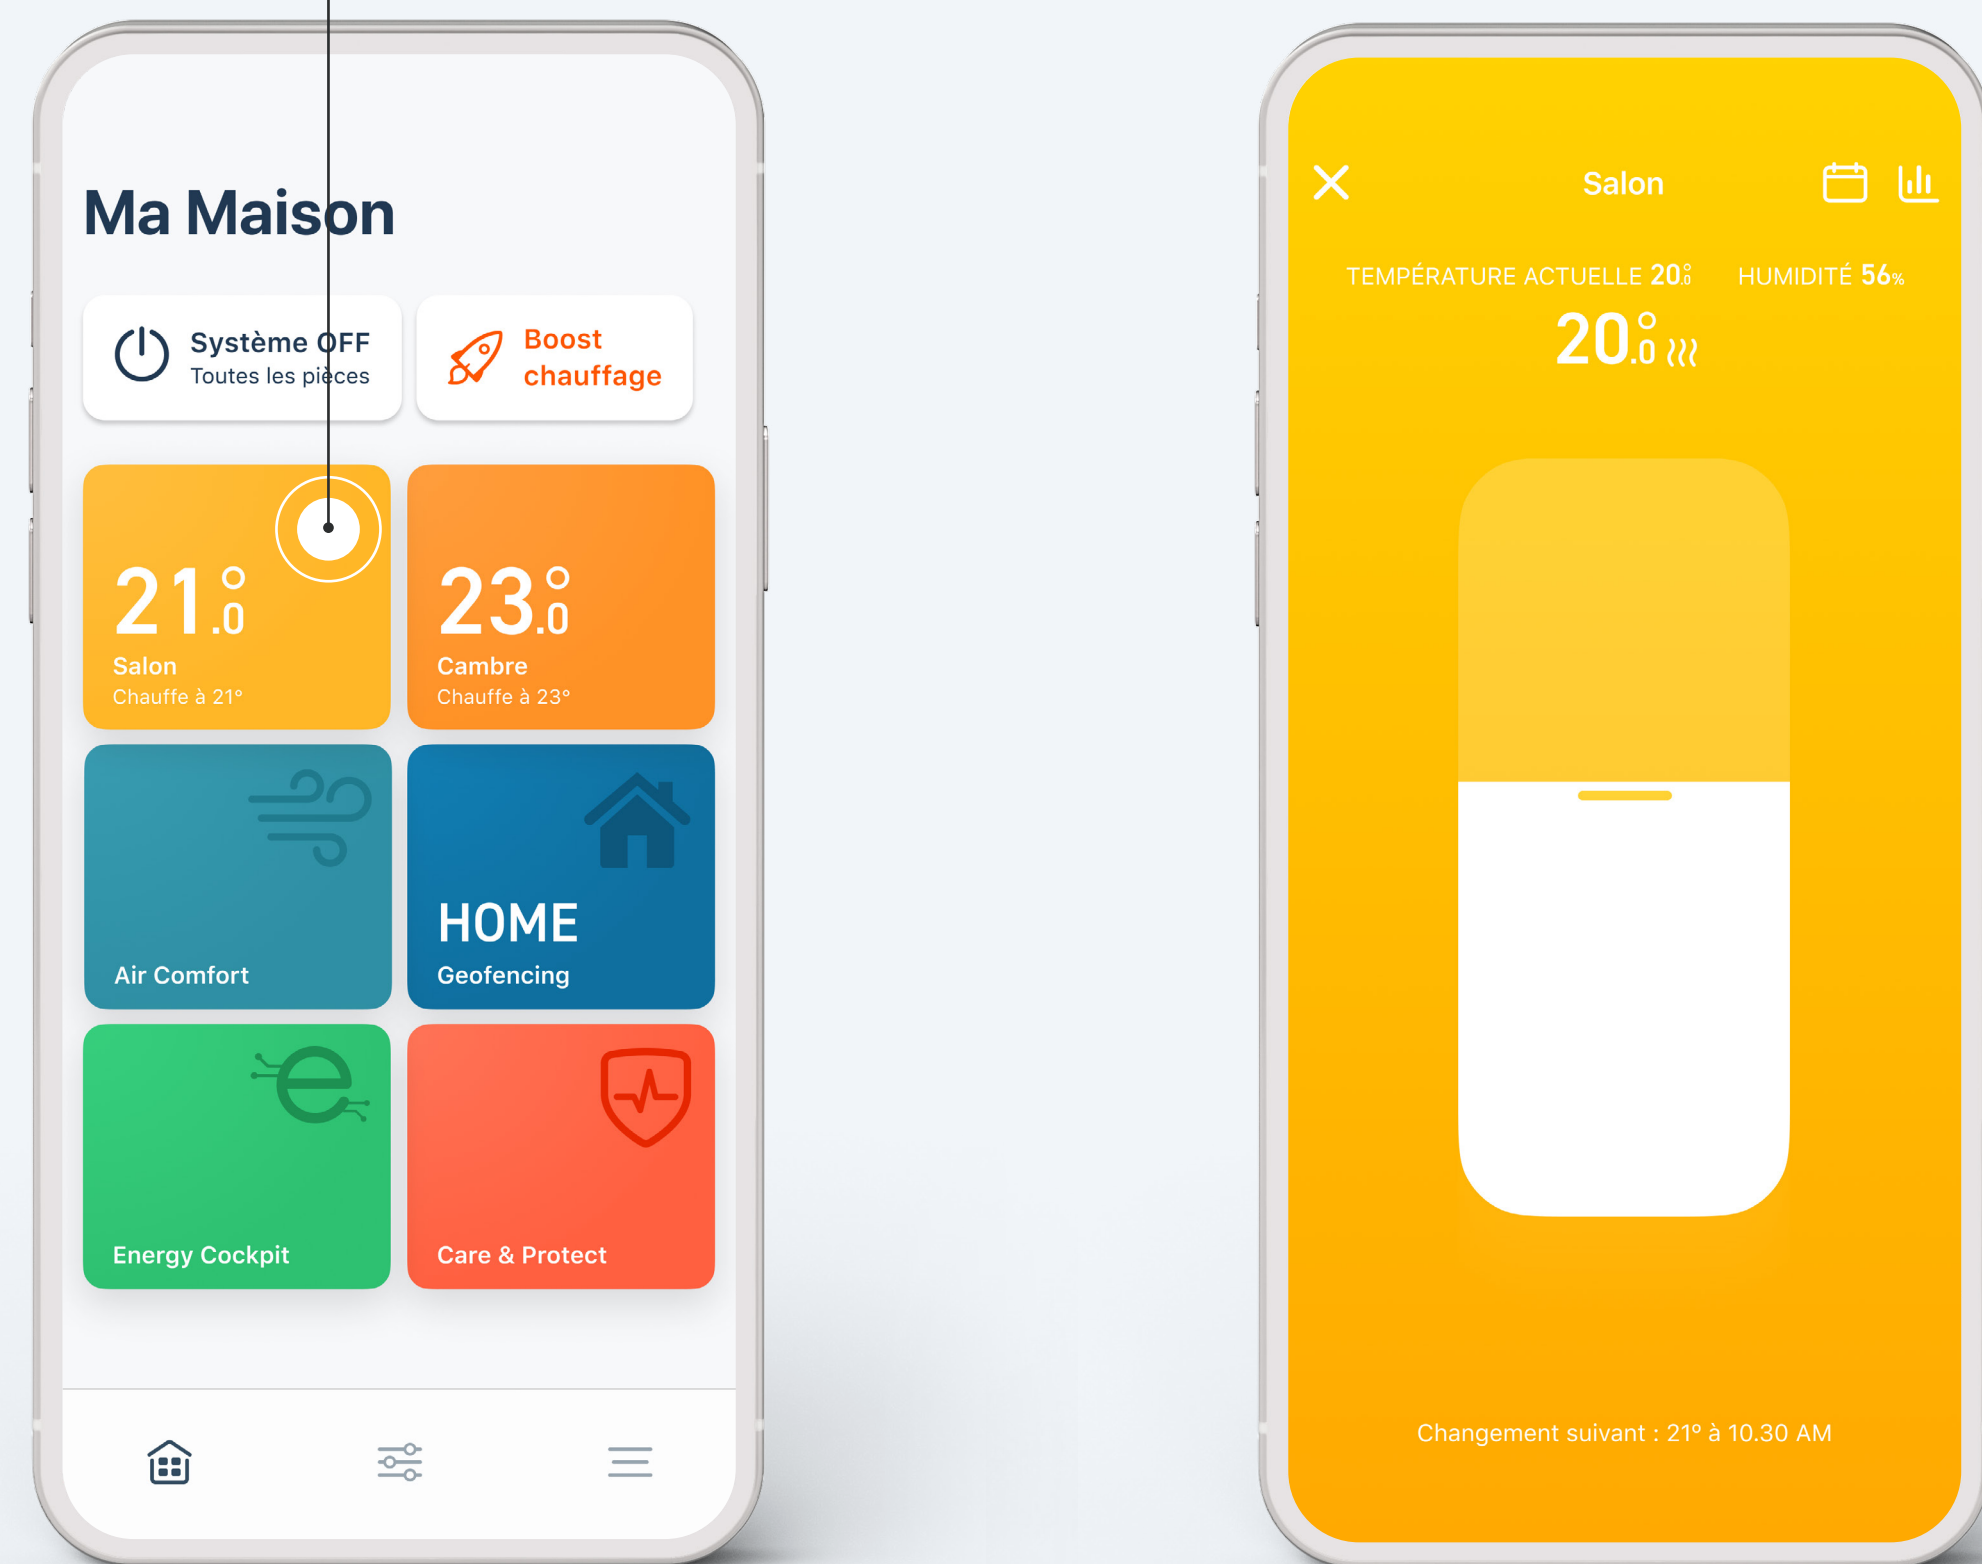 Ma Maison
Système OFF
Toutes les pièces
Boost
chauffage
21.0°
Salon
Chauffe à 21°
23.0°
Cambre
Chauffe à 23°
Air Comfort
HOME
Geofencing
Energy Cockpit
Care & Protect
Salon
TEMPÉRATURE ACTUELLE 20.0° HUMIDITÉ 56%
20.0°
Changement suivant : 21° à 10.30 AM